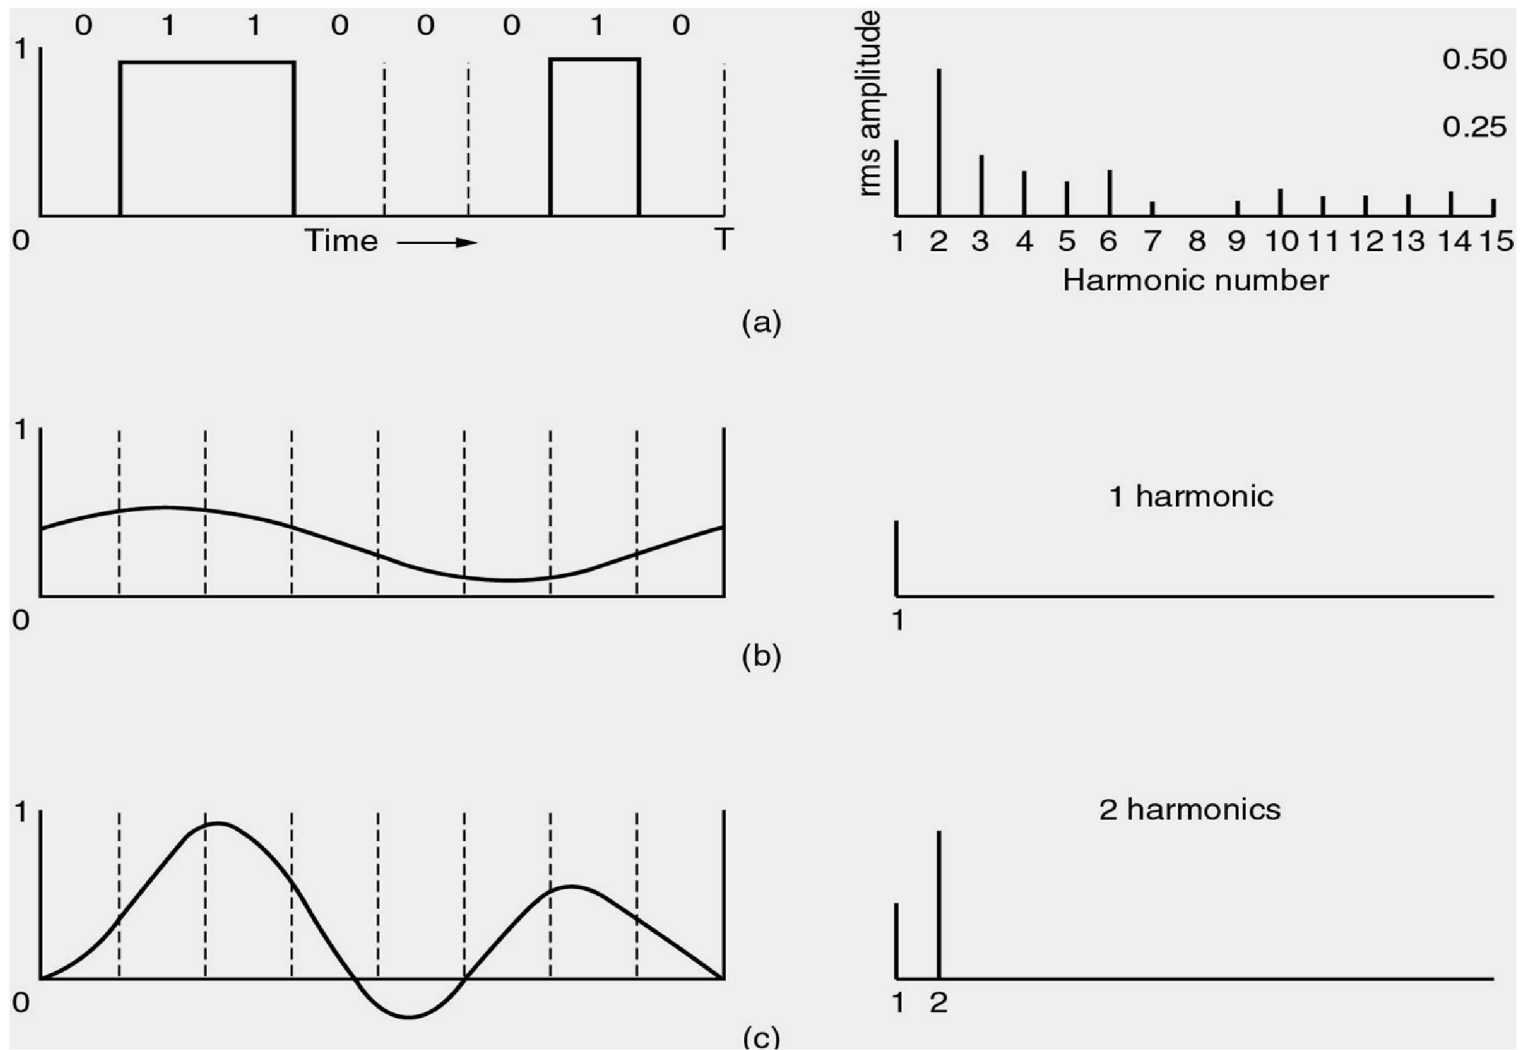 0 1 1 0 0 0 1 0
1
0
Time
T
rms amplitude
0.50
0.25
1 2 3 4 5 6 7 8 9 10 11 12 13 14 15
Harmonic number
(a)
1
0
1 harmonic
1
(b)
1
0
2 harmonics
1 2
(c)